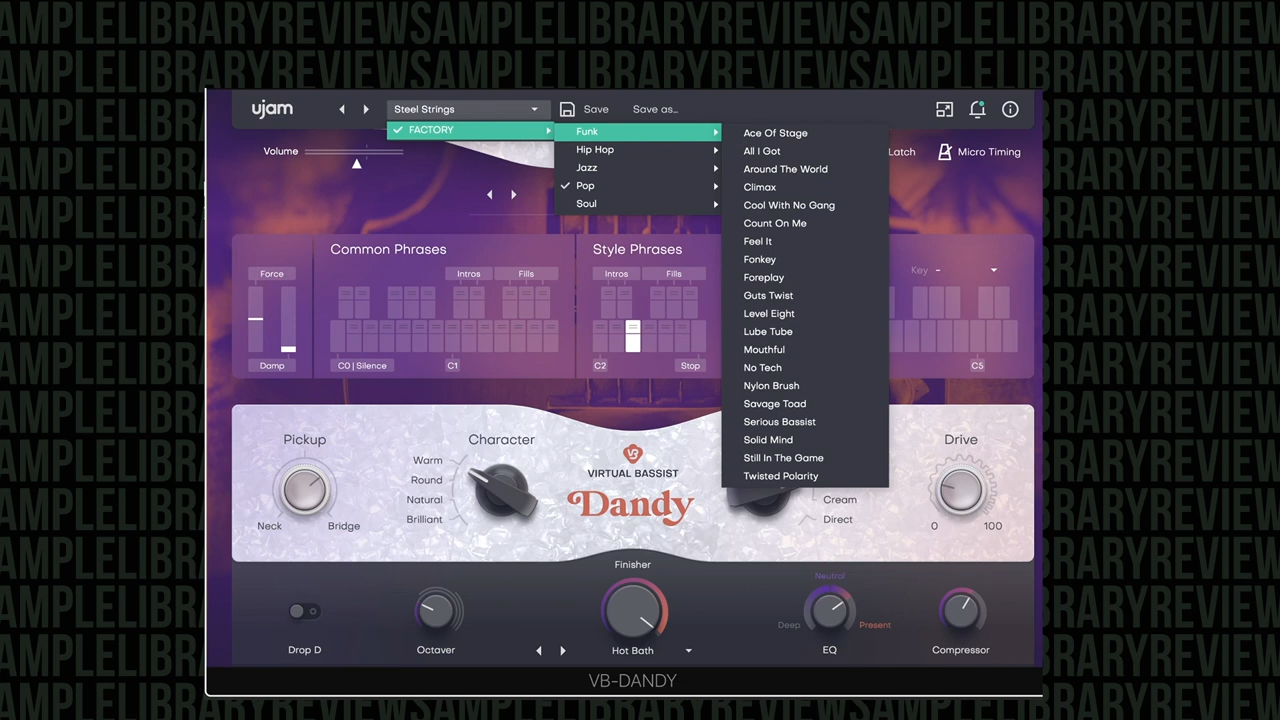 SAMPLELIBRARYREVIEW
ujam
Steel Strings
Save
Save as…
FACTORY
Funk
Hip Hop
Jazz
Pop
Soul
Ace Of Stage
All I Got
Around The World
Climax
Cool With No Gang
Count On Me
Feel It
Fonkey
Foreplay
Guts Twist
Level Eight
Lube Tube
Mouthful
No Tech
Nylon Brush
Savage Toad
Serious Bassist
Solid Mind
Still In The Game
Twisted Polarity
Volume
Latch
Micro Timing
Common Phrases
Style Phrases
Force
Intros
Fills
Intros
Fills
Key -
Damp
C0 | Silence
C1
C2
Stop
C5
Pickup
Neck
Bridge
Character
Warm
Round
Natural
Brilliant
VB
VIRTUAL BASSIST
Dandy
Cream
Direct
Drive
0
100
Finisher
Neutral
Deep
Present
Drop D
Octaver
Hot Bath
EQ
Compressor
VB-DANDY